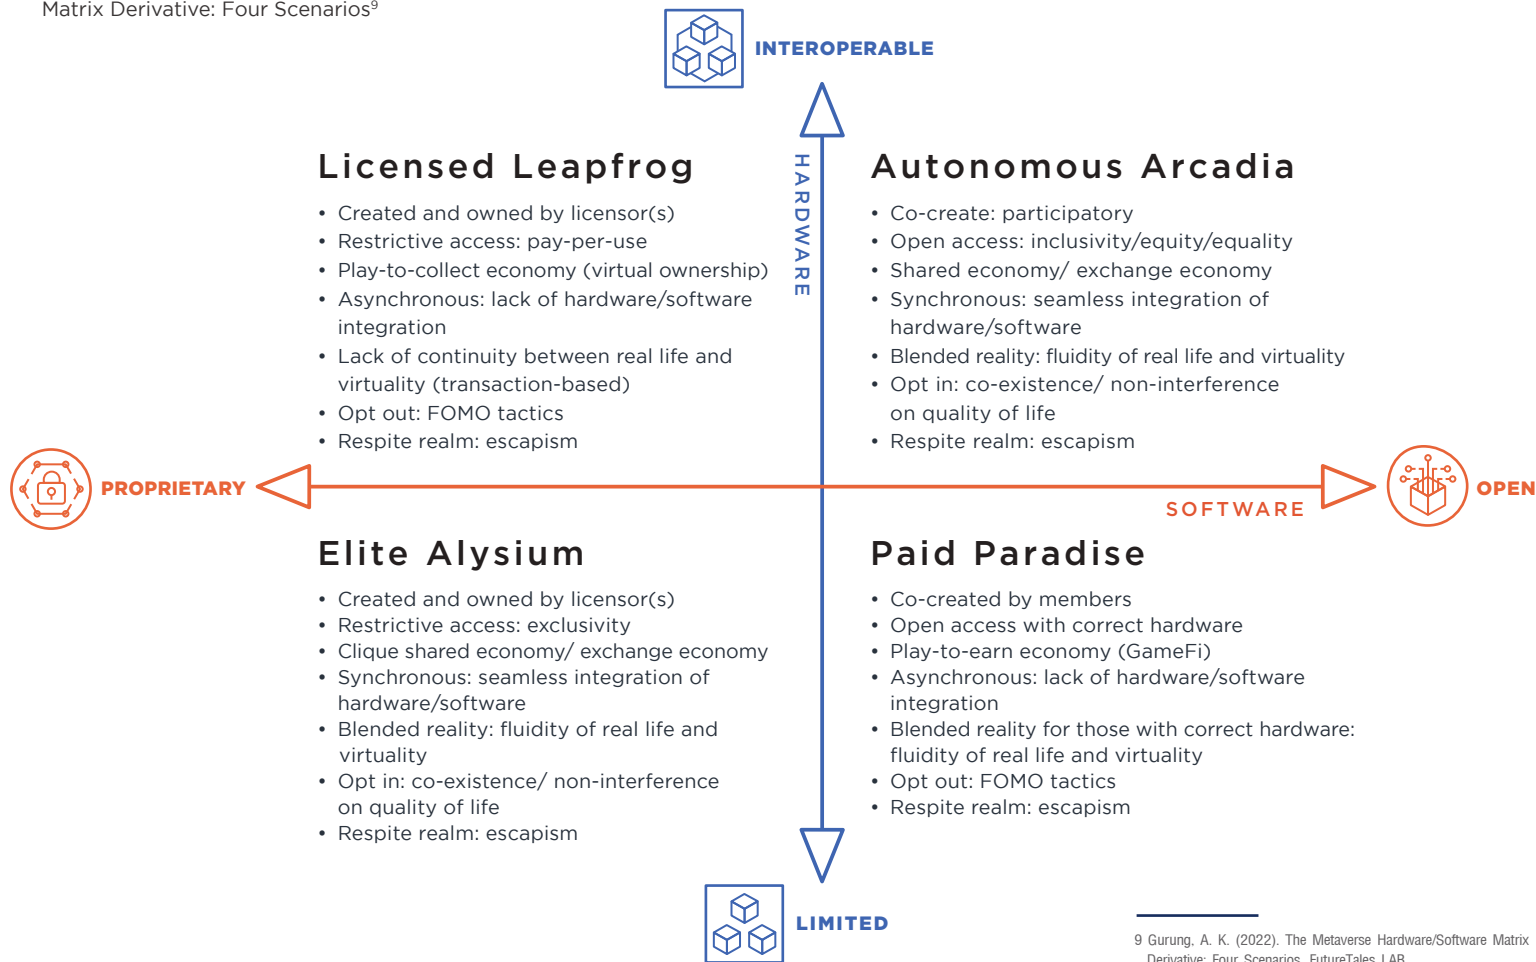 Matrix Derivative: Four Scenarios⁹
INTEROPERABLE
HARDWARE
Licensed Leapfrog
• Created and owned by licensor(s)
• Restrictive access: pay-per-use
• Play-to-collect economy (virtual ownership)
• Asynchronous: lack of hardware/software
integration
• Lack of continuity between real life and
virtuality (transaction-based)
• Opt out: FOMO tactics
• Respite realm: escapism
Autonomous Arcadia
• Co-create: participatory
• Open access: inclusivity/equity/equality
• Shared economy/ exchange economy
• Synchronous: seamless integration of
hardware/software
• Blended reality: fluidity of real life and virtuality
• Opt in: co-existence/ non-interference
on quality of life
• Respite realm: escapism
PROPRIETARY
SOFTWARE
OPEN
Elite Alysium
• Created and owned by licensor(s)
• Restrictive access: exclusivity
• Clique shared economy/ exchange economy
• Synchronous: seamless integration of
hardware/software
• Blended reality: fluidity of real life and
virtuality
• Opt in: co-existence/ non-interference
on quality of life
• Respite realm: escapism
Paid Paradise
• Co-created by members
• Open access with correct hardware
• Play-to-earn economy (GameFi)
• Asynchronous: lack of hardware/software
integration
• Blended reality for those with correct hardware:
fluidity of real life and virtuality
• Opt out: FOMO tactics
• Respite realm: escapism
LIMITED
9 Gurung, A. K. (2022). The Metaverse Hardware/Software Matrix
Derivative: Four Scenarios. FutureTales LAB